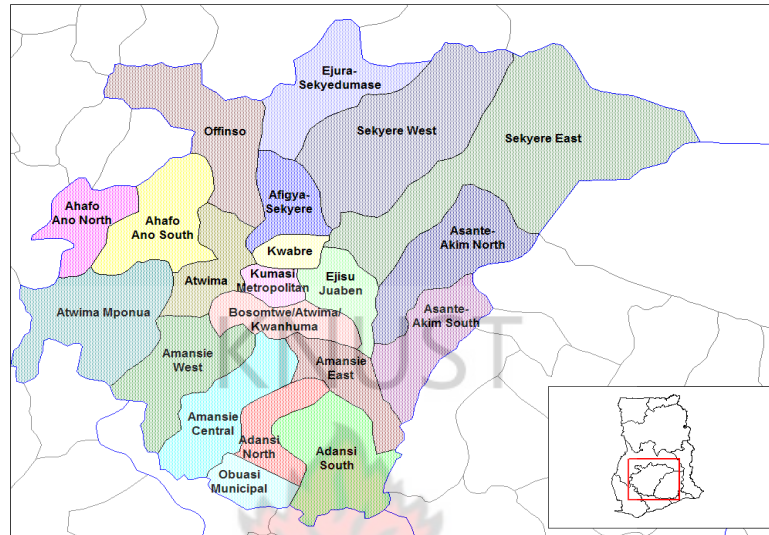 Ejura-
Sekyedumase
Offinso
Sekyere West
Sekyere East
Ahafo
Ano North
Ahafo
Ano South
Afigya-
Sekyere
Asante-
Akim North
Kwabre
Atwima
Kumasi
Metropolitan
Ejisu
Juaben
Atwima Mponua
Bosomtwe/Atwima/
Kwanhuma
Asante-
Akim South
KNUST
Amansie
West
Amansie
East
Amansie
Central
Adansi
North
Adansi
South
Obuasi
Municipal